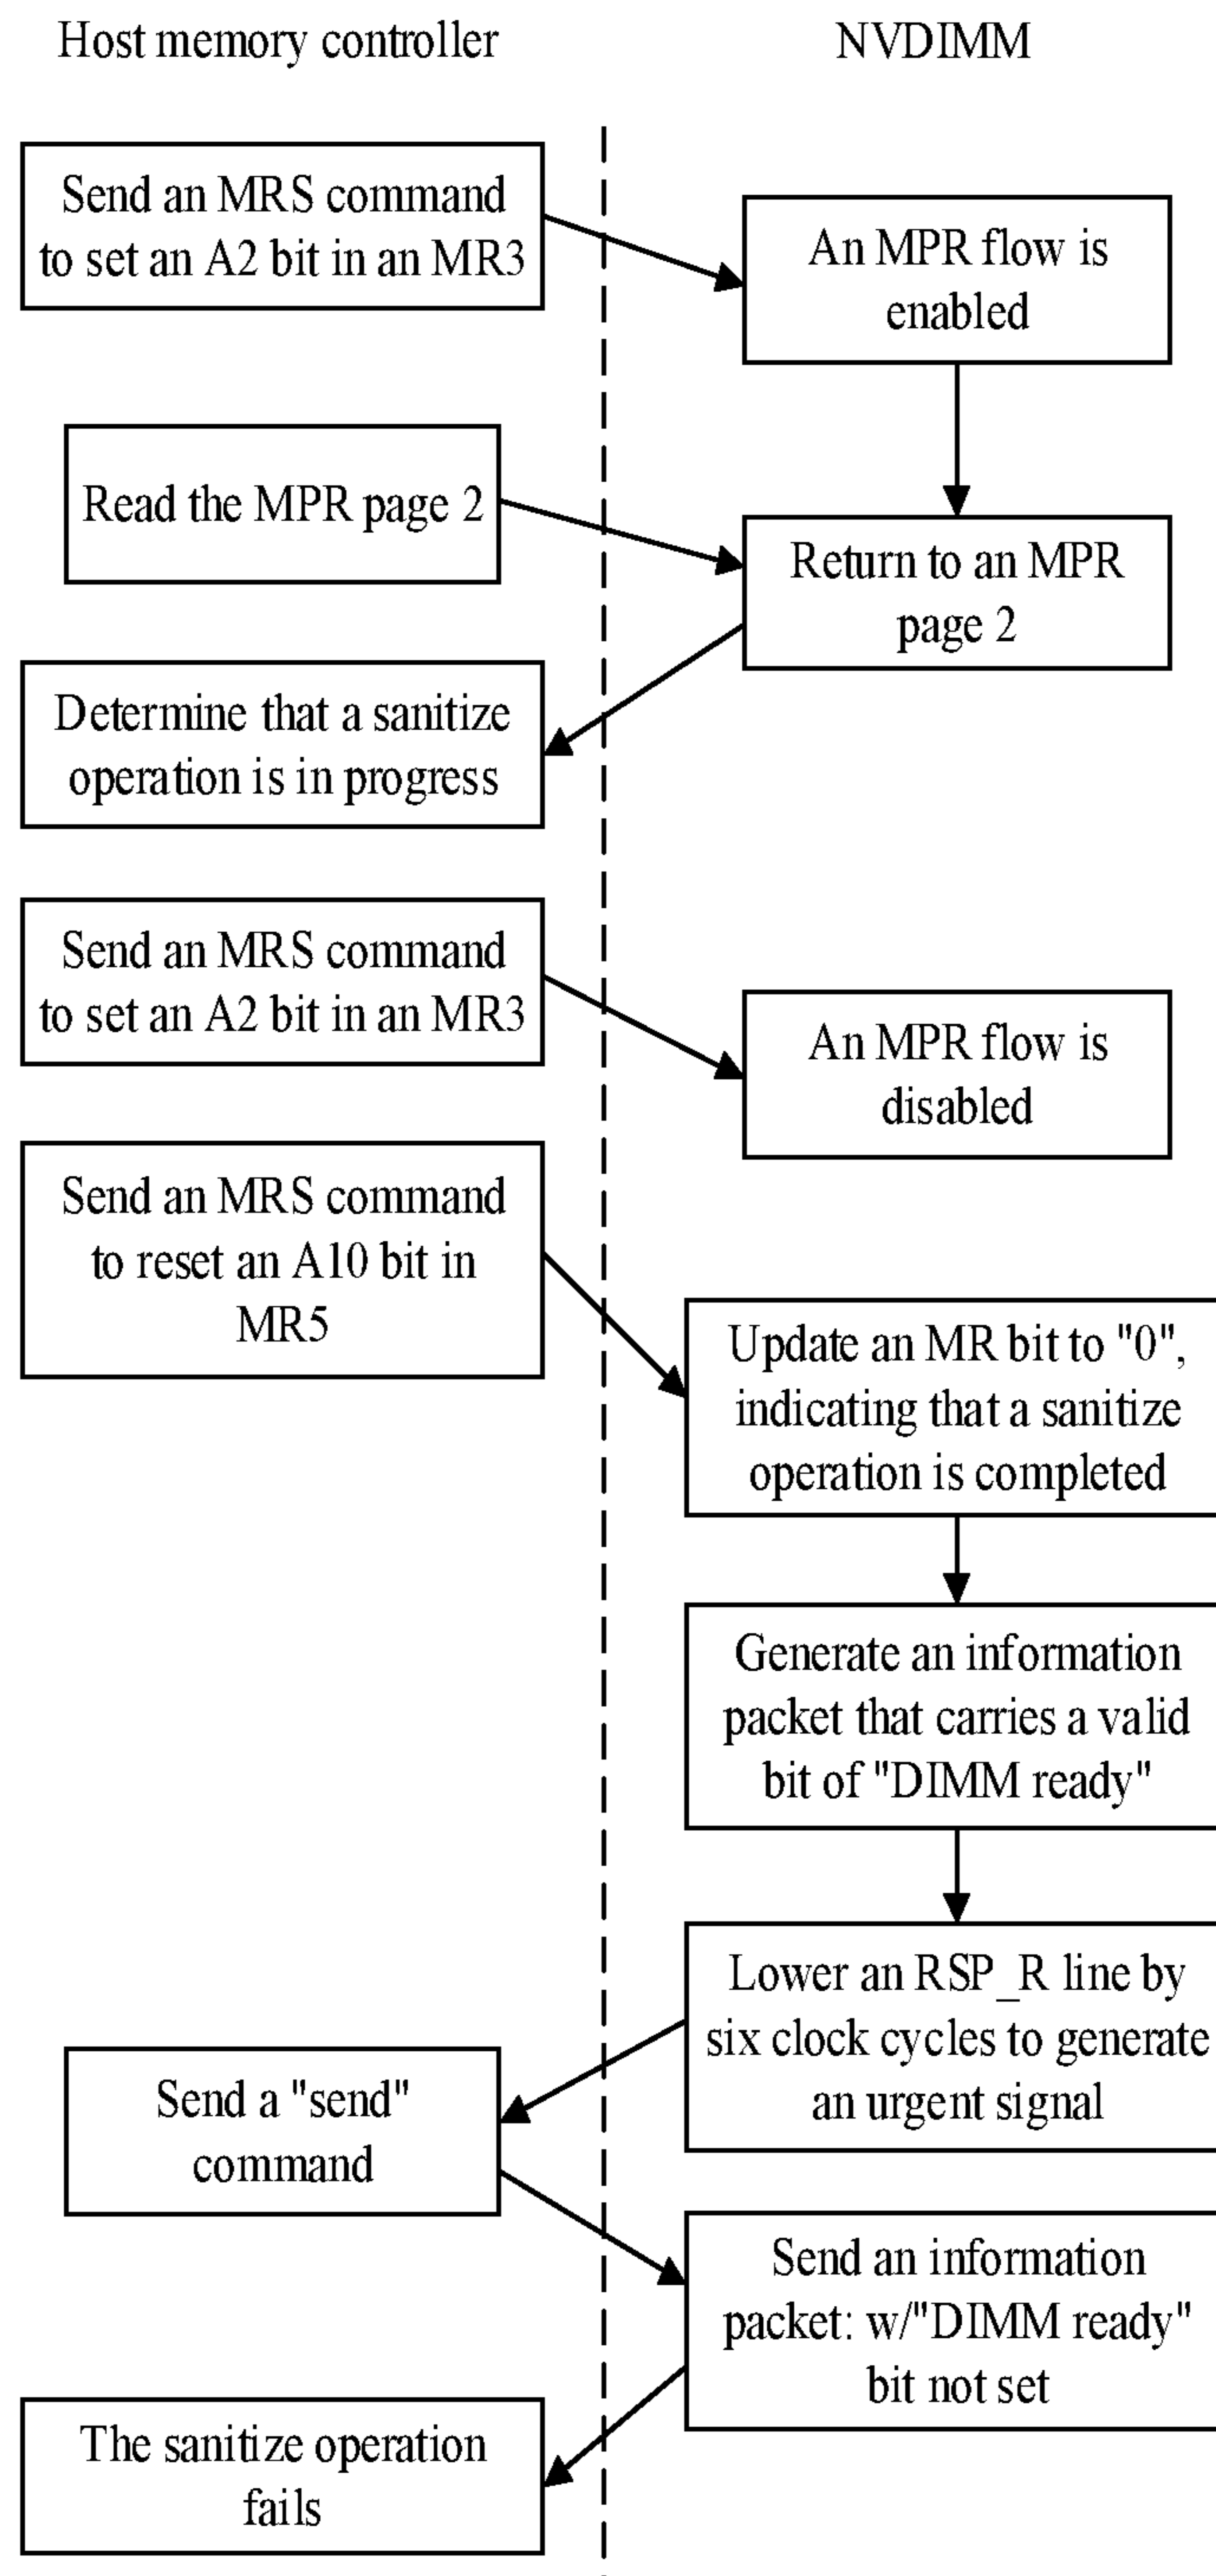 Host memory controller
NVDIMM
Send an MRS command
to set an A2 bit in an MR3
An MPR flow is
enabled
Read the MPR page 2
Return to an MPR
page 2
Determine that a sanitize
operation is in progress
Send an MRS command
to set an A2 bit in an MR3
An MPR flow is
disabled
Send an MRS command
to reset an A10 bit in
MR5
Update an MR bit to "0",
indicating that a sanitize
operation is completed
Generate an information
packet that carries a valid
bit of "DIMM ready"
Lower an RSP_R line by
six clock cycles to generate
an urgent signal
Send a "send"
command
Send an information
packet: w/"DIMM ready"
bit not set
The sanitize operation
fails